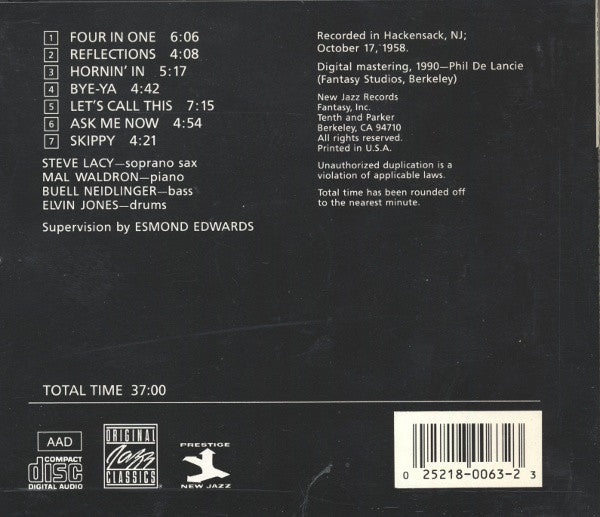 1 FOUR IN ONE 6:06
2 REFLECTIONS 4:08
3 HORNIN' IN 5:17
4 BYE-YA 4:42
5 LET'S CALL THIS 7:15
6 ASK ME NOW 4:54
7 SKIPPY 4:21
STEVE LACY—soprano sax
MAL WALDRON—piano
BUELL NEIDLINGER—bass
ELVIN JONES—drums
Supervision by ESMOND EDWARDS
Recorded in Hackensack, NJ;
October 17, 1958.
Digital mastering, 1990—Phil De Lancie
(Fantasy Studios, Berkeley)
New Jazz Records
Fantasy, Inc.
Tenth and Parker
Berkeley, CA 94710
All rights reserved.
Printed in U.S.A.
Unauthorized duplication is a
violation of applicable laws.
Total time has been rounded off
to the nearest minute.
TOTAL TIME 37:00
AAD
COMPACT
disc
DIGITAL AUDIO
ORIGINAL
Jazz
CLASSICS
PRESTIGE
NEW JAZZ
0 25218-0063-2 3